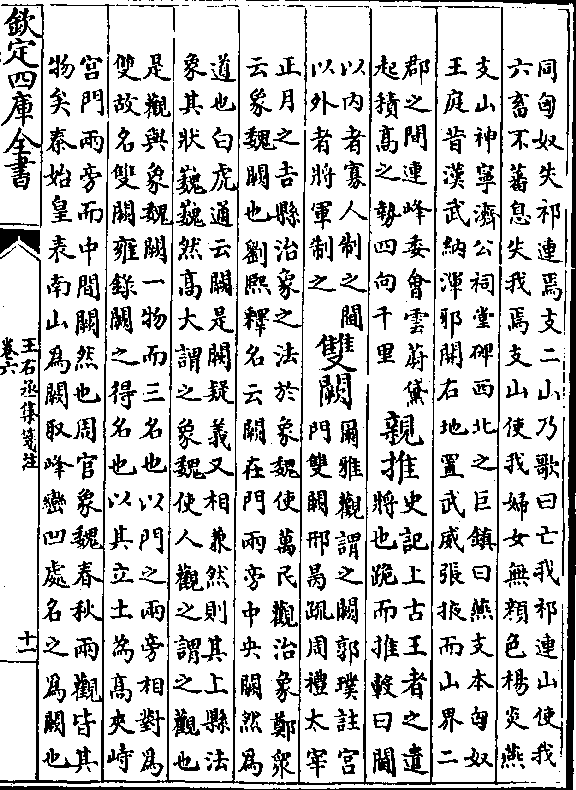 同匈奴失祁連焉支二山乃歌曰亡我祁連山使我
六畜不蕃息失我焉支山使我婦女無顔色楊炎燕
支山神寧濟公祠堂碑西北之巨鎮曰燕支本匈奴
王庭昔漢武納渾邪開右地置武威張掖而山界二
郡之間連峰委會雲蔚黛
起積高之勢四向千里
親推
史記上古王者之遣
將也跪而推轂曰閫
以内者寡人制之閫
以外者將軍制之
雙闕
爾雅觀謂之闕郭璞註宮
門雙闕邢昺疏周禮太宰
正月之吉縣治象之法於象魏使萬民觀治象鄭衆
云象魏闕也劉熙釋名云闕在門兩旁中央闕然為
道也白虎通云闕是闕疑義又相兼然則其上縣法
象其狀巍巍然高大謂之象魏使人觀之謂之觀也
是觀與象魏闕一物而三名也以門之兩旁相對為
雙故名雙闕雍錄闕之得名也以其立土為高夾峙
宮門兩旁而中間闕然也周官象魏春秋兩觀皆其
物矣秦始皇表南山為闕取峰巒凹處名之為闕也
欽定四庫全書
王右丞集箋注
卷六
十一